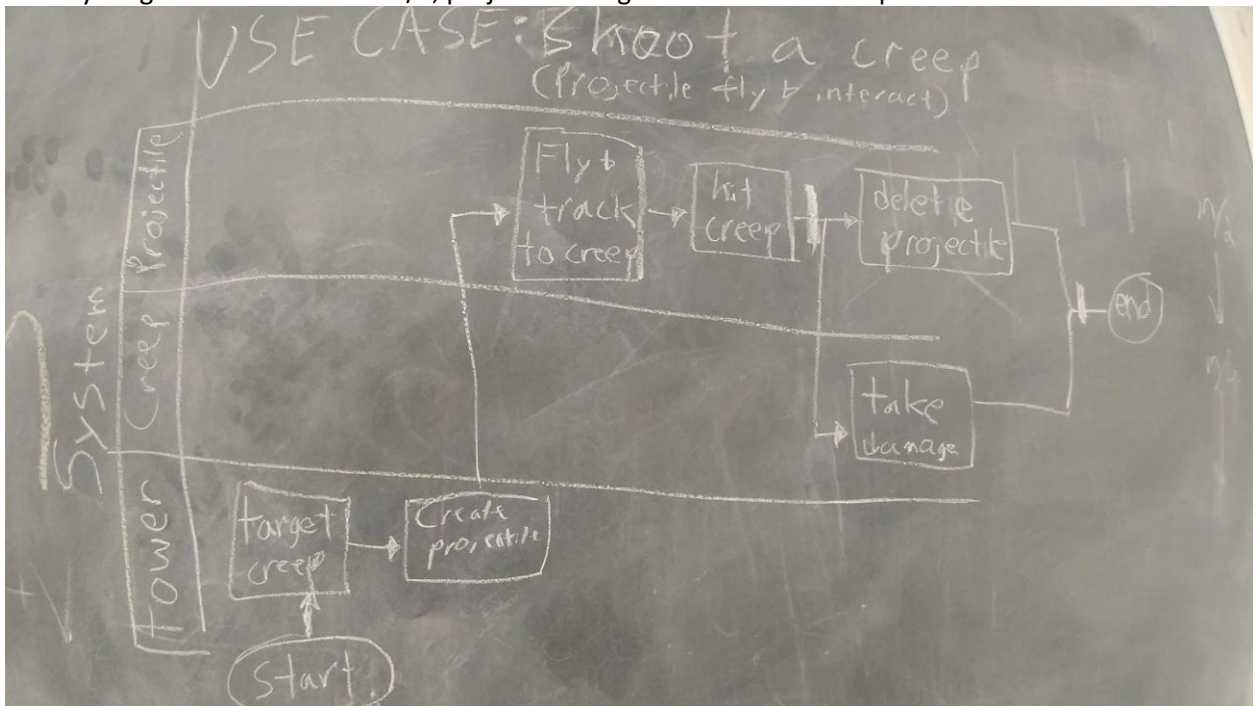 USE CASE: Shoot a creep
(Projectile fly & interact)
System
Projectile
Creep
Tower
Fly &
track
to creep
hit
creep
delete
projectile
end
take
damage
target
creep
Create
projectile
Start